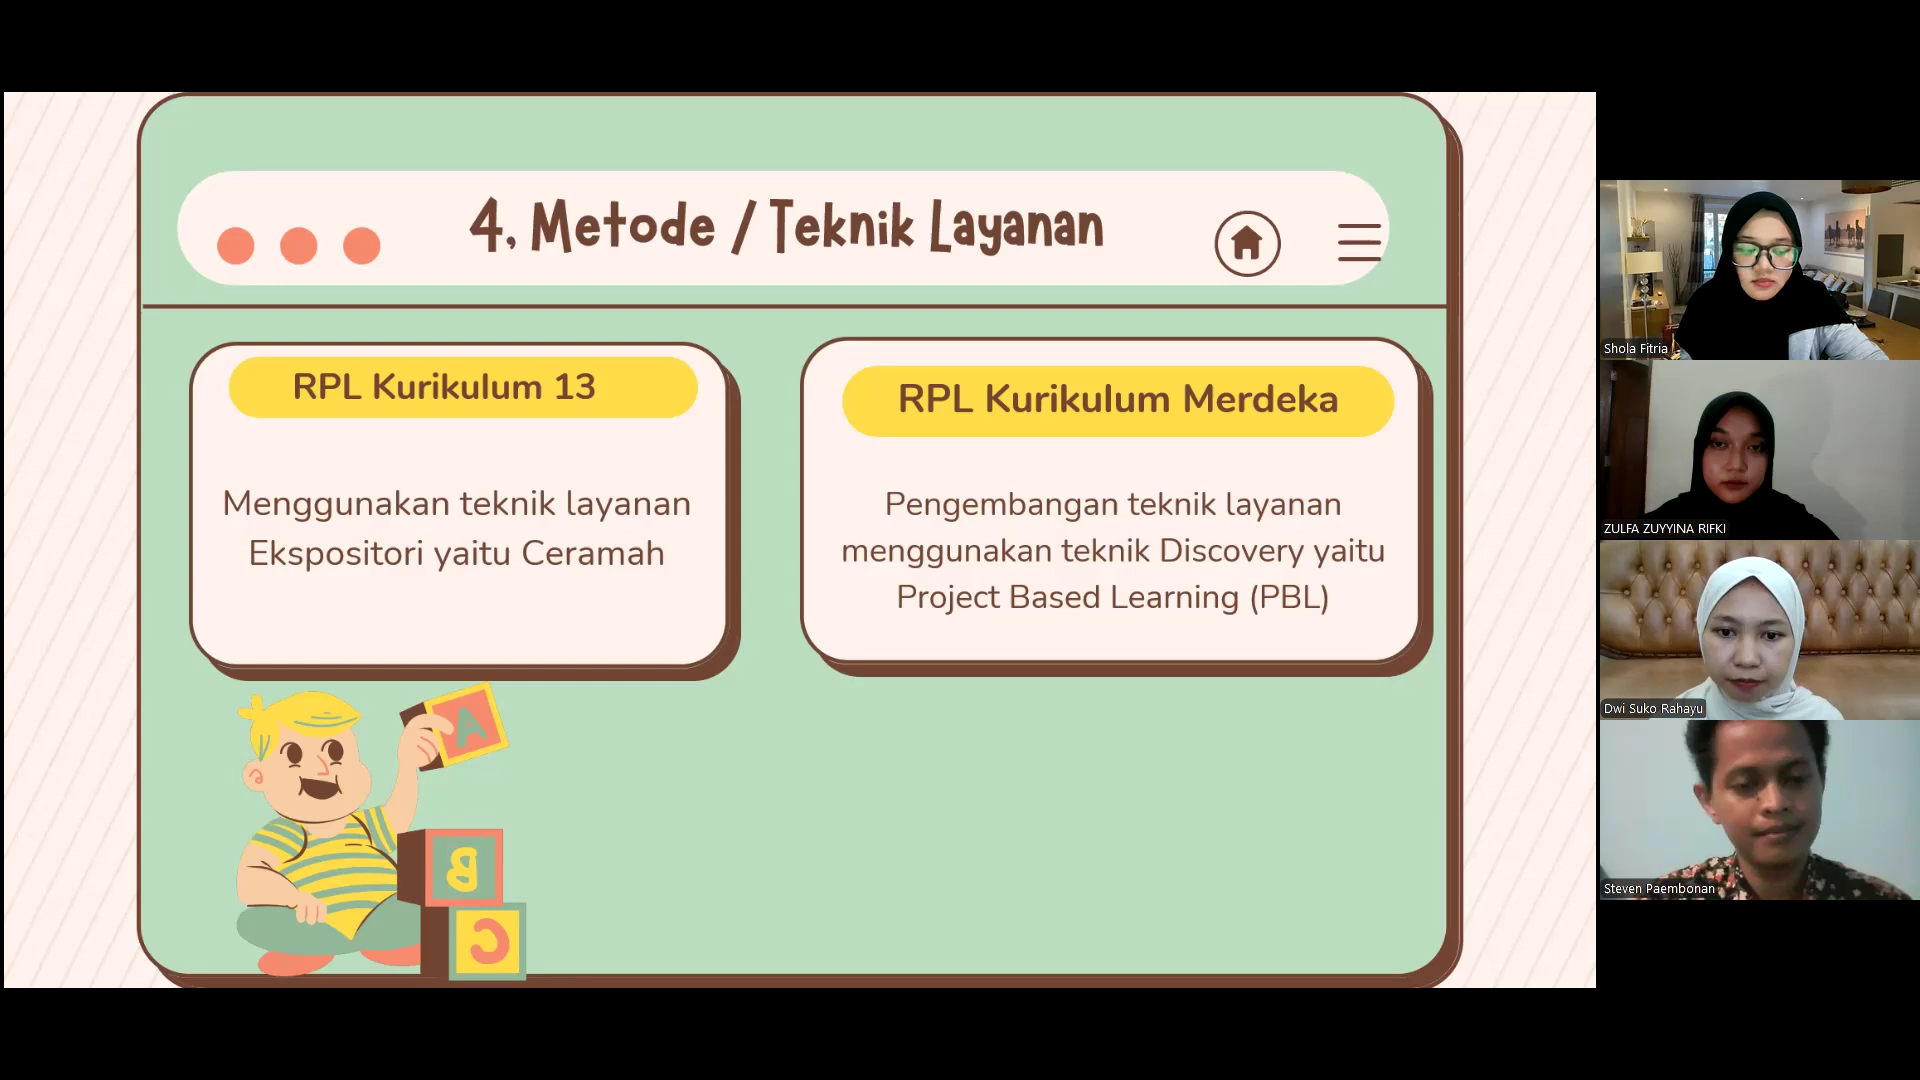 4. Metode / Teknik Layanan
RPL Kurikulum 13
Menggunakan teknik layanan
Ekspositori yaitu Ceramah
RPL Kurikulum Merdeka
Pengembangan teknik layanan
menggunakan teknik Discovery yaitu
Project Based Learning (PBL)
A
B
C
Shola Fitria
ZULFA ZUYYINA RIFKI
Dwi Suko Rahayu
Steven Paembonan